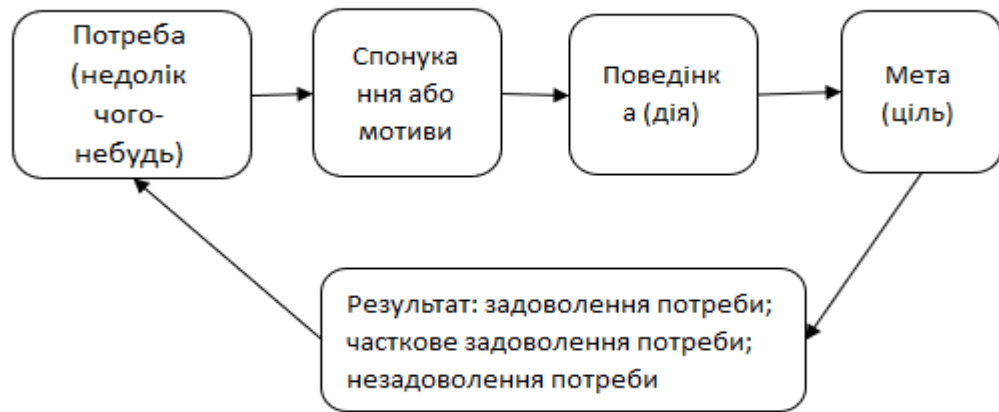 Потреба
(недолік
чого-
небудь)
Спонука
ння або
мотиви
Поведінк
а (дія)
Мета
(ціль)
Результат: задоволення потреби;
часткове задоволення потреби;
незадоволення потреби